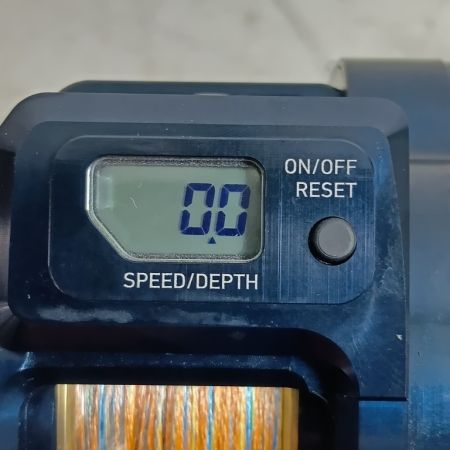 ON/OFF
RESET
0.0
SPEED/DEPTH